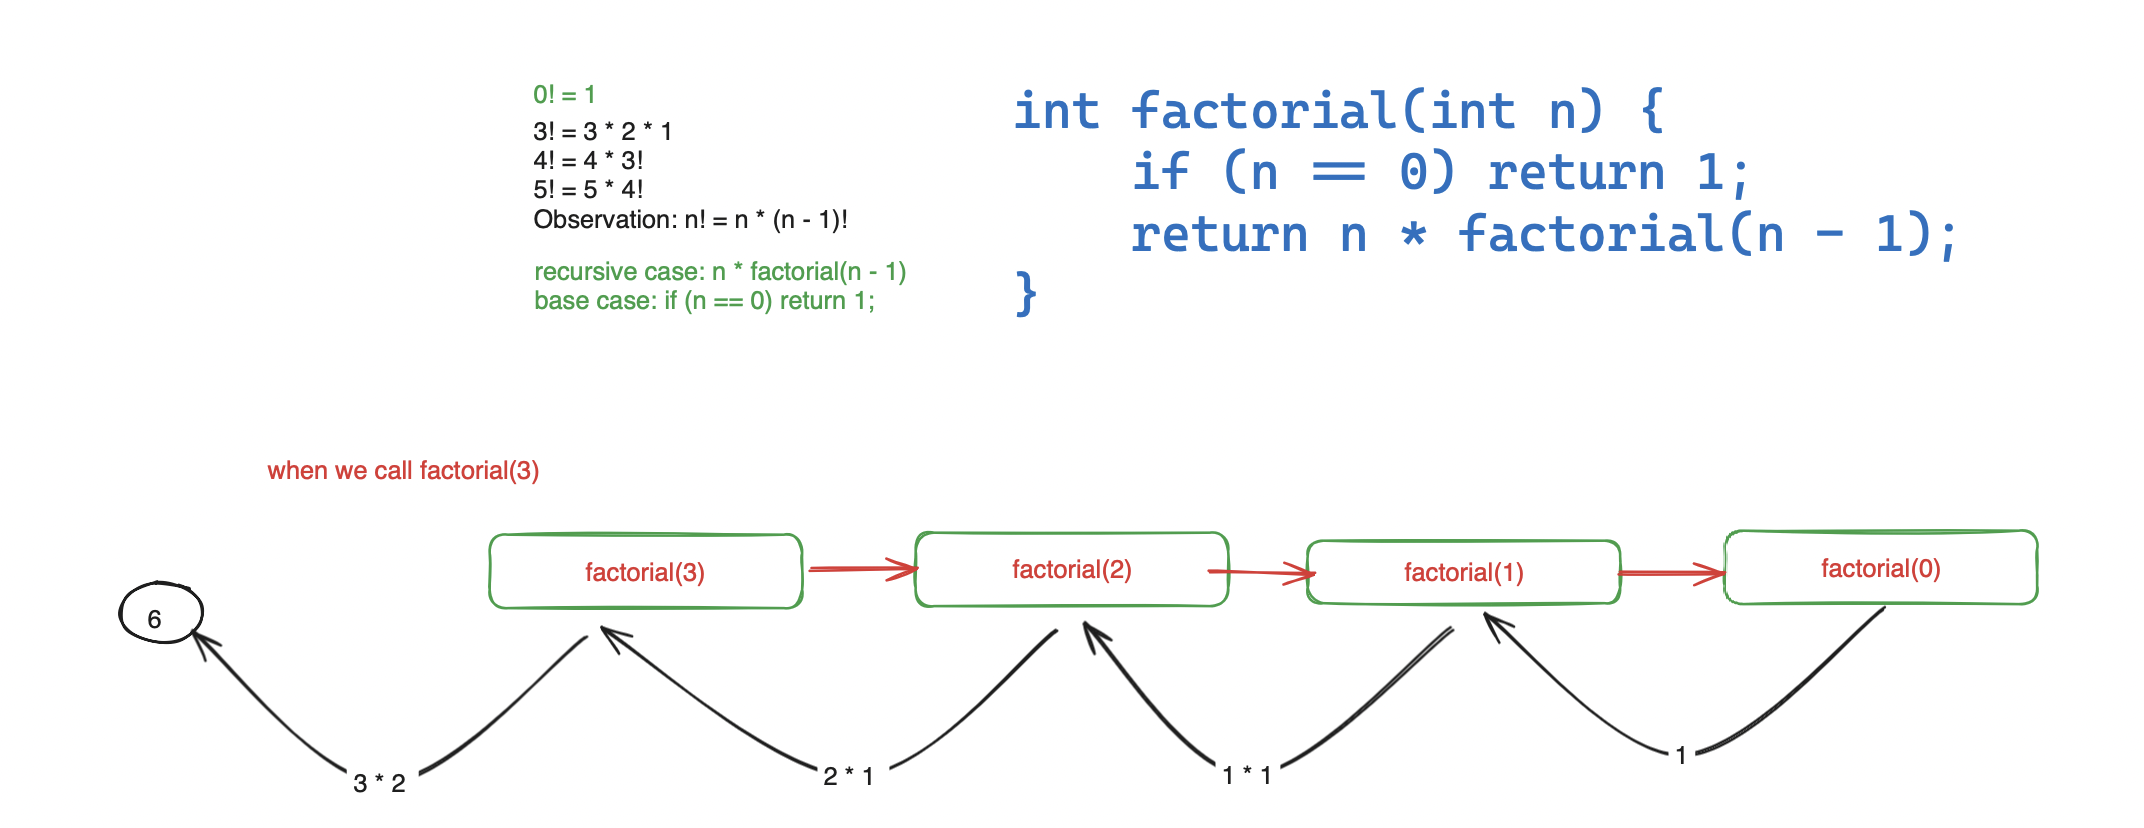 0! = 1
3! = 3 * 2 * 1
4! = 4 * 3!
5! = 5 * 4!
Observation: n! = n * (n - 1)!
recursive case: n * factorial(n - 1)
base case: if (n == 0) return 1;
int factorial(int n) {
    if (n == 0) return 1;
    return n * factorial(n - 1);
}
when we call factorial(3)
factorial(3)
factorial(2)
factorial(1)
factorial(0)
6
3 * 2
2 * 1
1 * 1
1